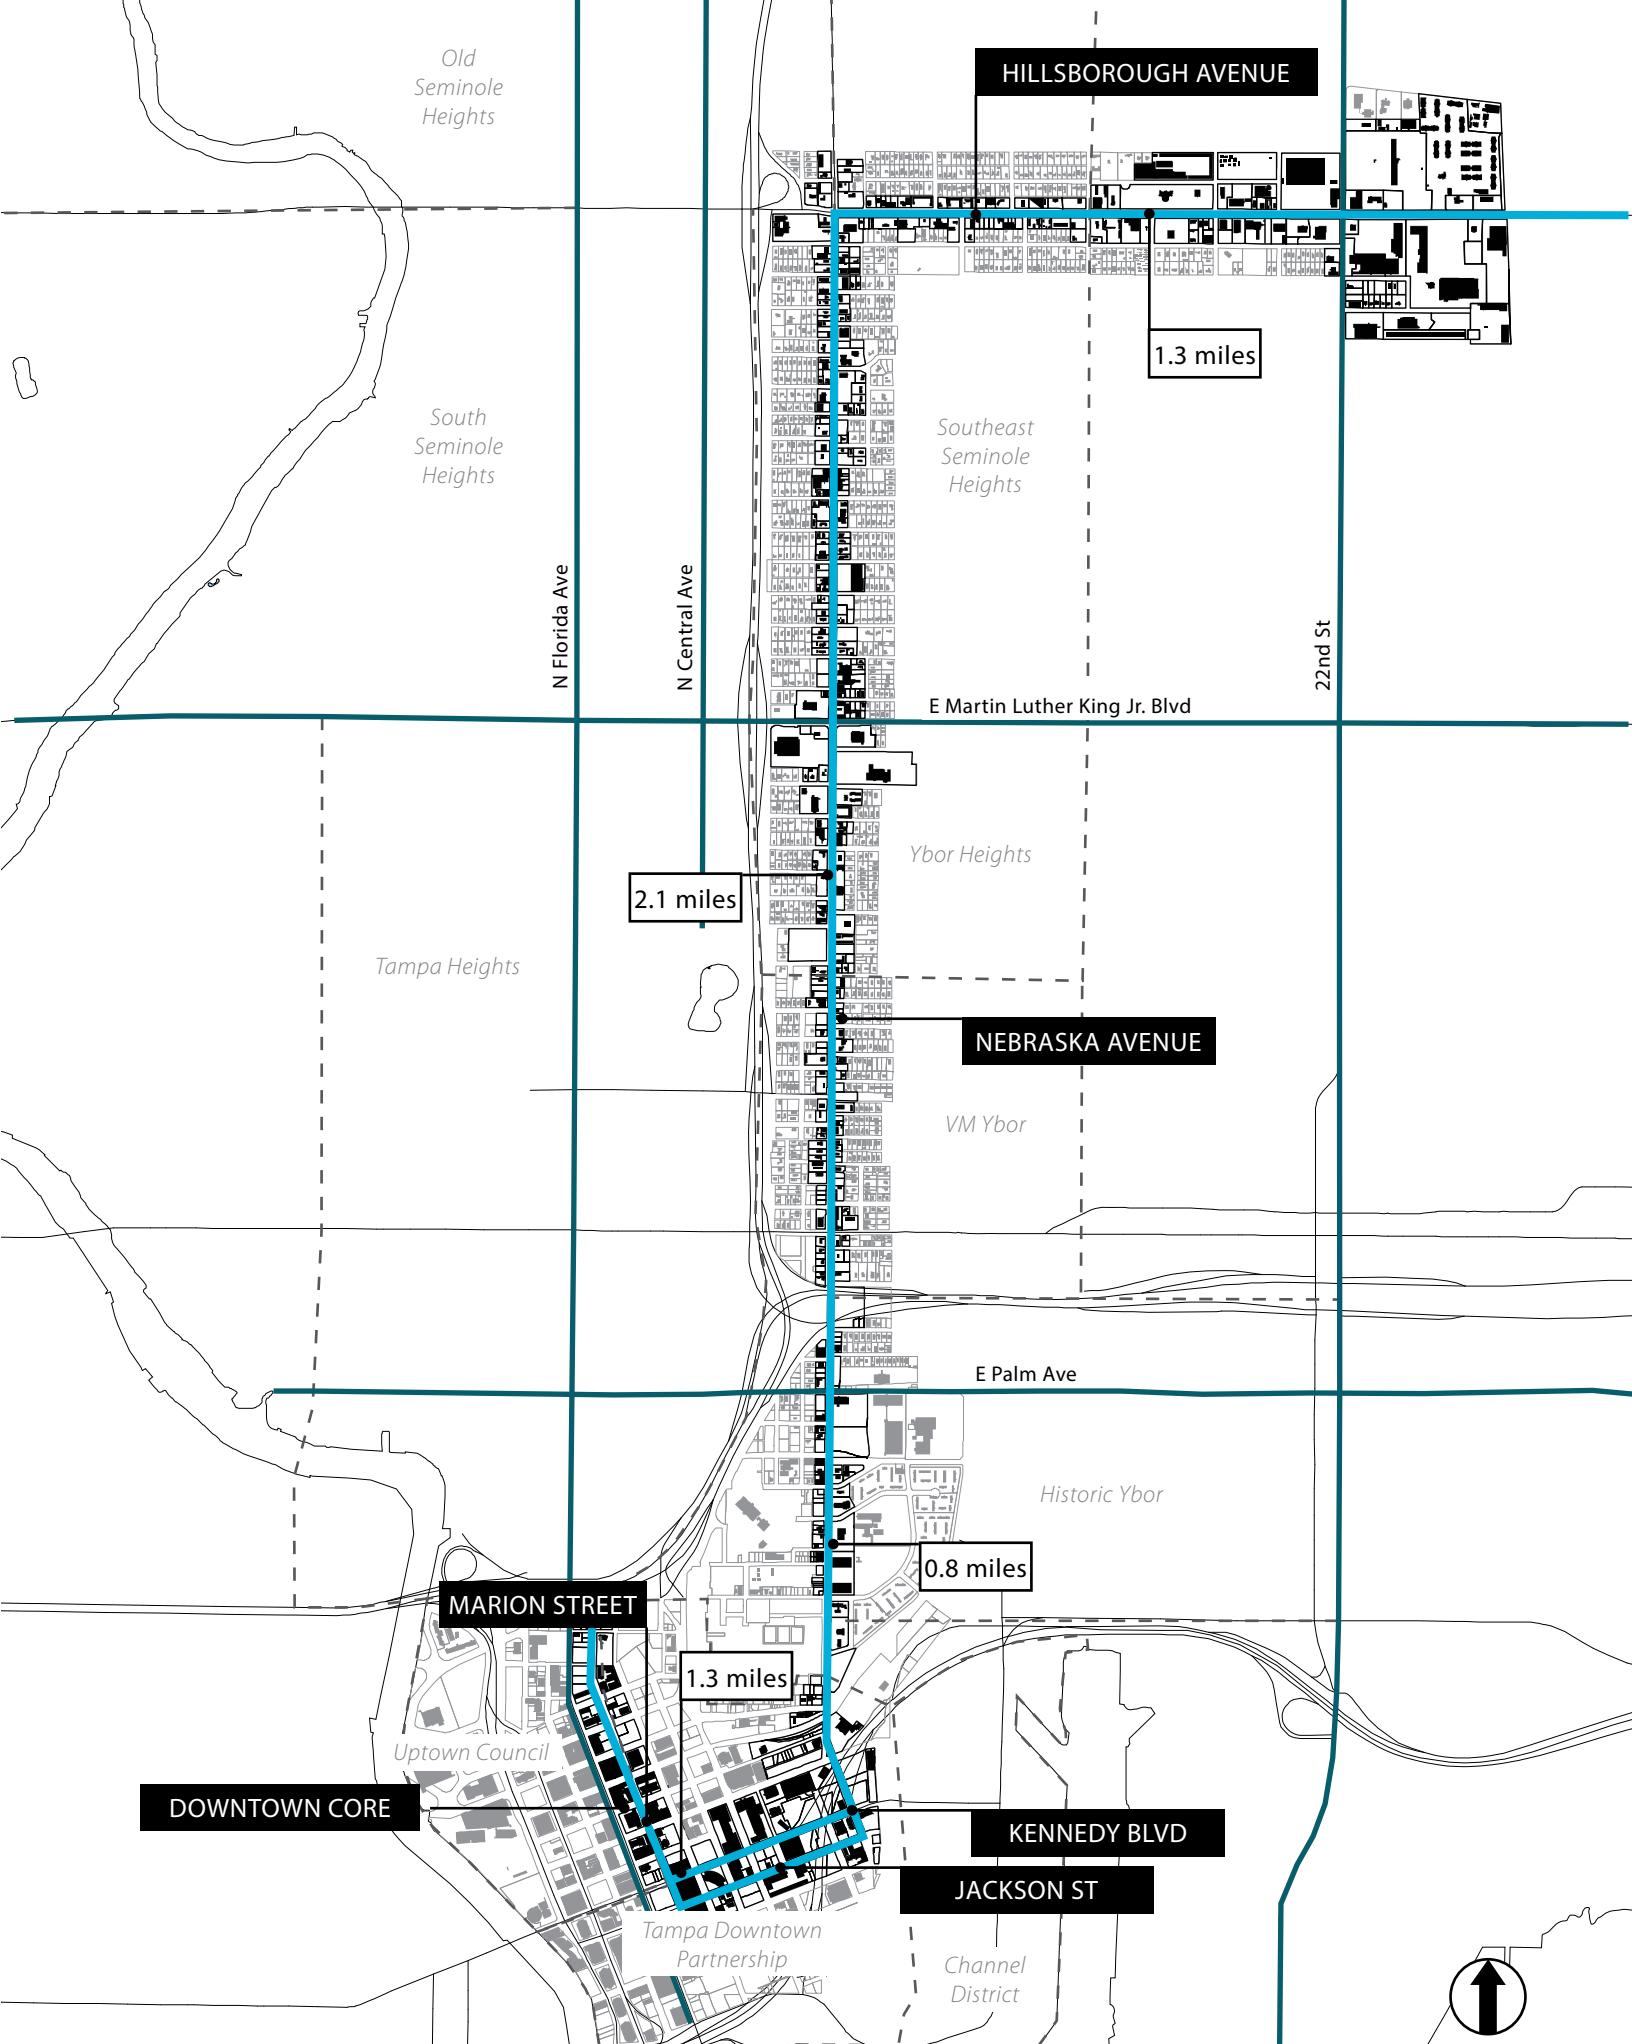 Old
Seminole
Heights
HILLSBOROUGH AVENUE
1.3 miles
South
Seminole
Heights
Southeast
Seminole
Heights
N Florida Ave
N Central Ave
22nd St
E Martin Luther King Jr. Blvd
Ybor Heights
2.1 miles
Tampa Heights
NEBRASKA AVENUE
VM Ybor
E Palm Ave
Historic Ybor
0.8 miles
MARION STREET
1.3 miles
Uptown Council
DOWNTOWN CORE
KENNEDY BLVD
JACKSON ST
Tampa Downtown
Partnership
Channel
District